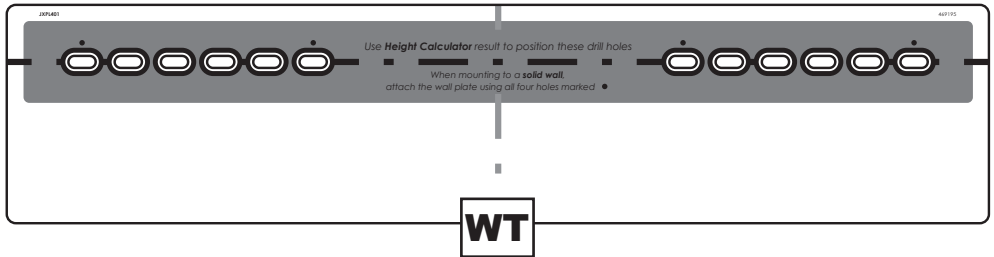 JXPL401
469195
Use Height Calculator result to position these drill holes
When mounting to a solid wall,
attach the wall plate using all four holes marked
WT